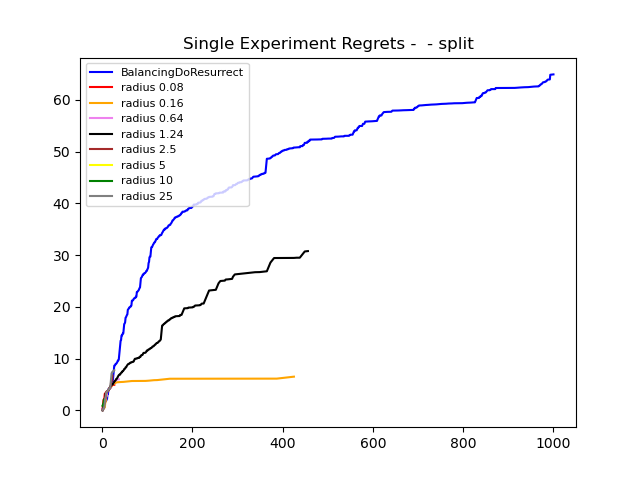 Single Experiment Regrets -  - split
BalancingDoResurrect
radius 0.08
radius 0.16
radius 0.64
radius 1.24
radius 2.5
radius 5
radius 10
radius 25
60
50
40
30
20
10
0
0 200 400 600 800 1000